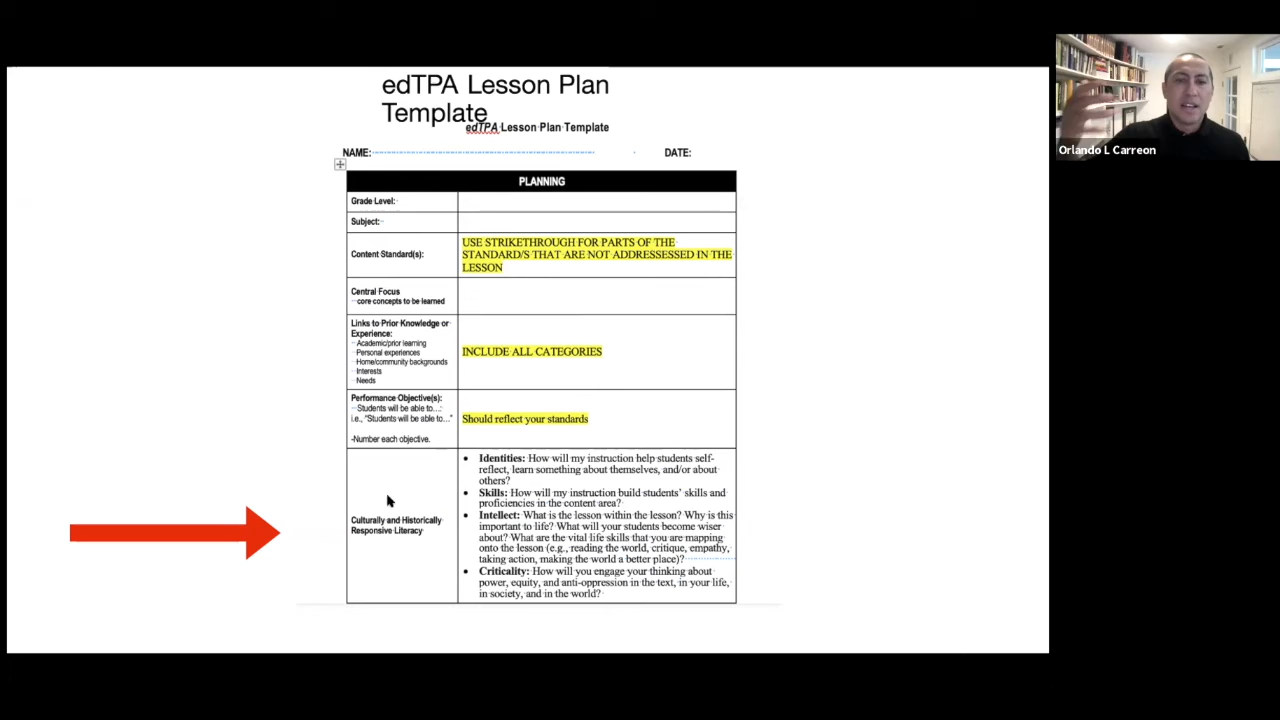 edTPA Lesson Plan
Template
edTPA Lesson Plan Template
NAME:
DATE:
PLANNING
Grade Level:
Subject:
Content Standard(s):
USE STRIKETHROUGH FOR PARTS OF THE
STANDARD/S THAT ARE NOT ADDRESSESSED IN THE
LESSON
Central Focus
core concepts to be learned
Links to Prior Knowledge or
Experience:
Academic/prior learning
Personal experiences
Home/community backgrounds
Interests
Needs
INCLUDE ALL CATEGORIES
Performance Objective(s):
Students will be able to…:
i.e., “Students will be able to…”
-Number each objective.
Should reflect your standards
Culturally and Historically
Responsive Literacy
• Identities: How will my instruction help students self-
reflect, learn something about themselves, and/or about
others?
• Skills: How will my instruction build students’ skills and
proficiencies in the content area?
• Intellect: What is the lesson within the lesson? Why is this
important to life? What will your students become wiser
about? What are the vital life skills that you are mapping
onto the lesson (e.g., reading the world, critique, empathy,
taking action, making the world a better place)?
• Criticality: How will you engage your thinking about
power, equity, and anti-oppression in the text, in your life,
in society, and in the world?
Orlando L Carreon